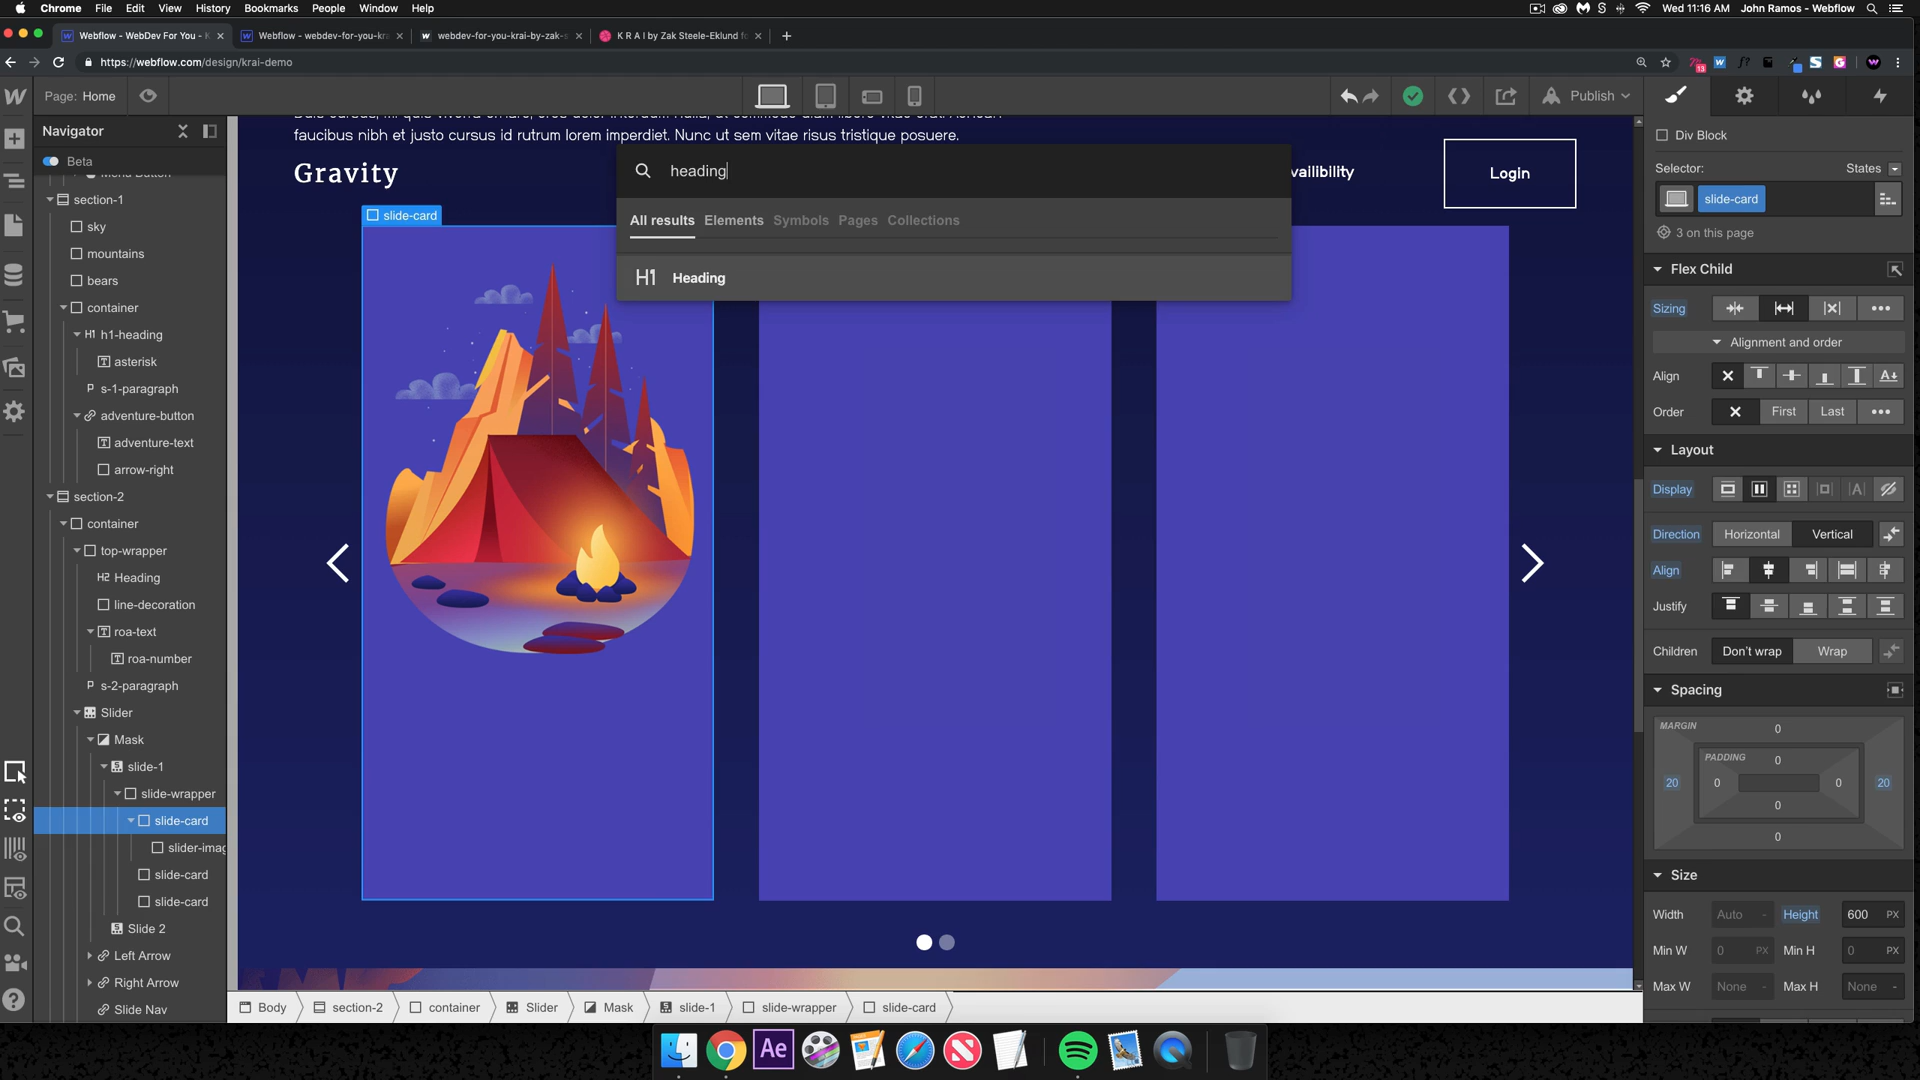 Chrome File Edit View History Bookmarks People Window Help
Wed 11:16 AM John Ramos - Webflow
Webflow - WebDev For You - K
Webflow - webdev-for-you-kra
webdev-for-you-krai-by-zak-s
K R A I by Zak Steele-Eklund fo
https://webflow.com/design/krai-demo
13
Page: Home
Publish
Navigator
Beta
Menu Button
section-1
sky
mountains
bears
container
H1 h1-heading
asterisk
P s-1-paragraph
adventure-button
adventure-text
arrow-right
section-2
container
top-wrapper
H2 Heading
line-decoration
roa-text
roa-number
P s-2-paragraph
Slider
Mask
slide-1
slide-wrapper
slide-card
slider-imag
slide-card
slide-card
Slide 2
Left Arrow
Right Arrow
Slide Nav
faucibus nibh et justo cursus id rutrum lorem imperdiet. Nunc ut sem vitae risus tristique posuere.
Gravity
vailibility
Login
heading
All results Elements Symbols Pages Collections
H1 Heading
slide-card
Body section-2 container Slider Mask slide-1 slide-wrapper slide-card
Div Block
Selector: States
slide-card
3 on this page
Flex Child
Sizing
Alignment and order
Align
Order First Last
Layout
Display
Direction Horizontal Vertical
Align
Justify
Children Don't wrap Wrap
Spacing
MARGIN
0
PADDING
0
20 0 0 20
0
0
Size
Width Auto - Height 600 PX
Min W 0 PX Min H 0 PX
Max W None - Max H None -
Ae